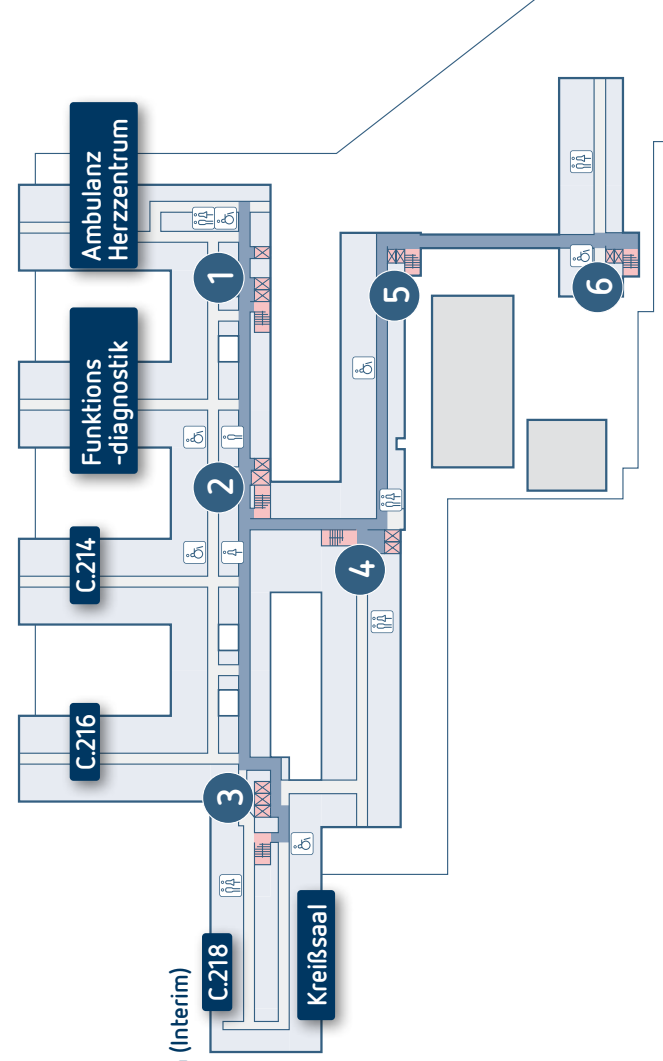 Ambulanz
Herzzentrum
Funktions
-diagnostik
C.214
C.216
C.218
(Interim)
Kreißsaal
1
2
3
4
5
6